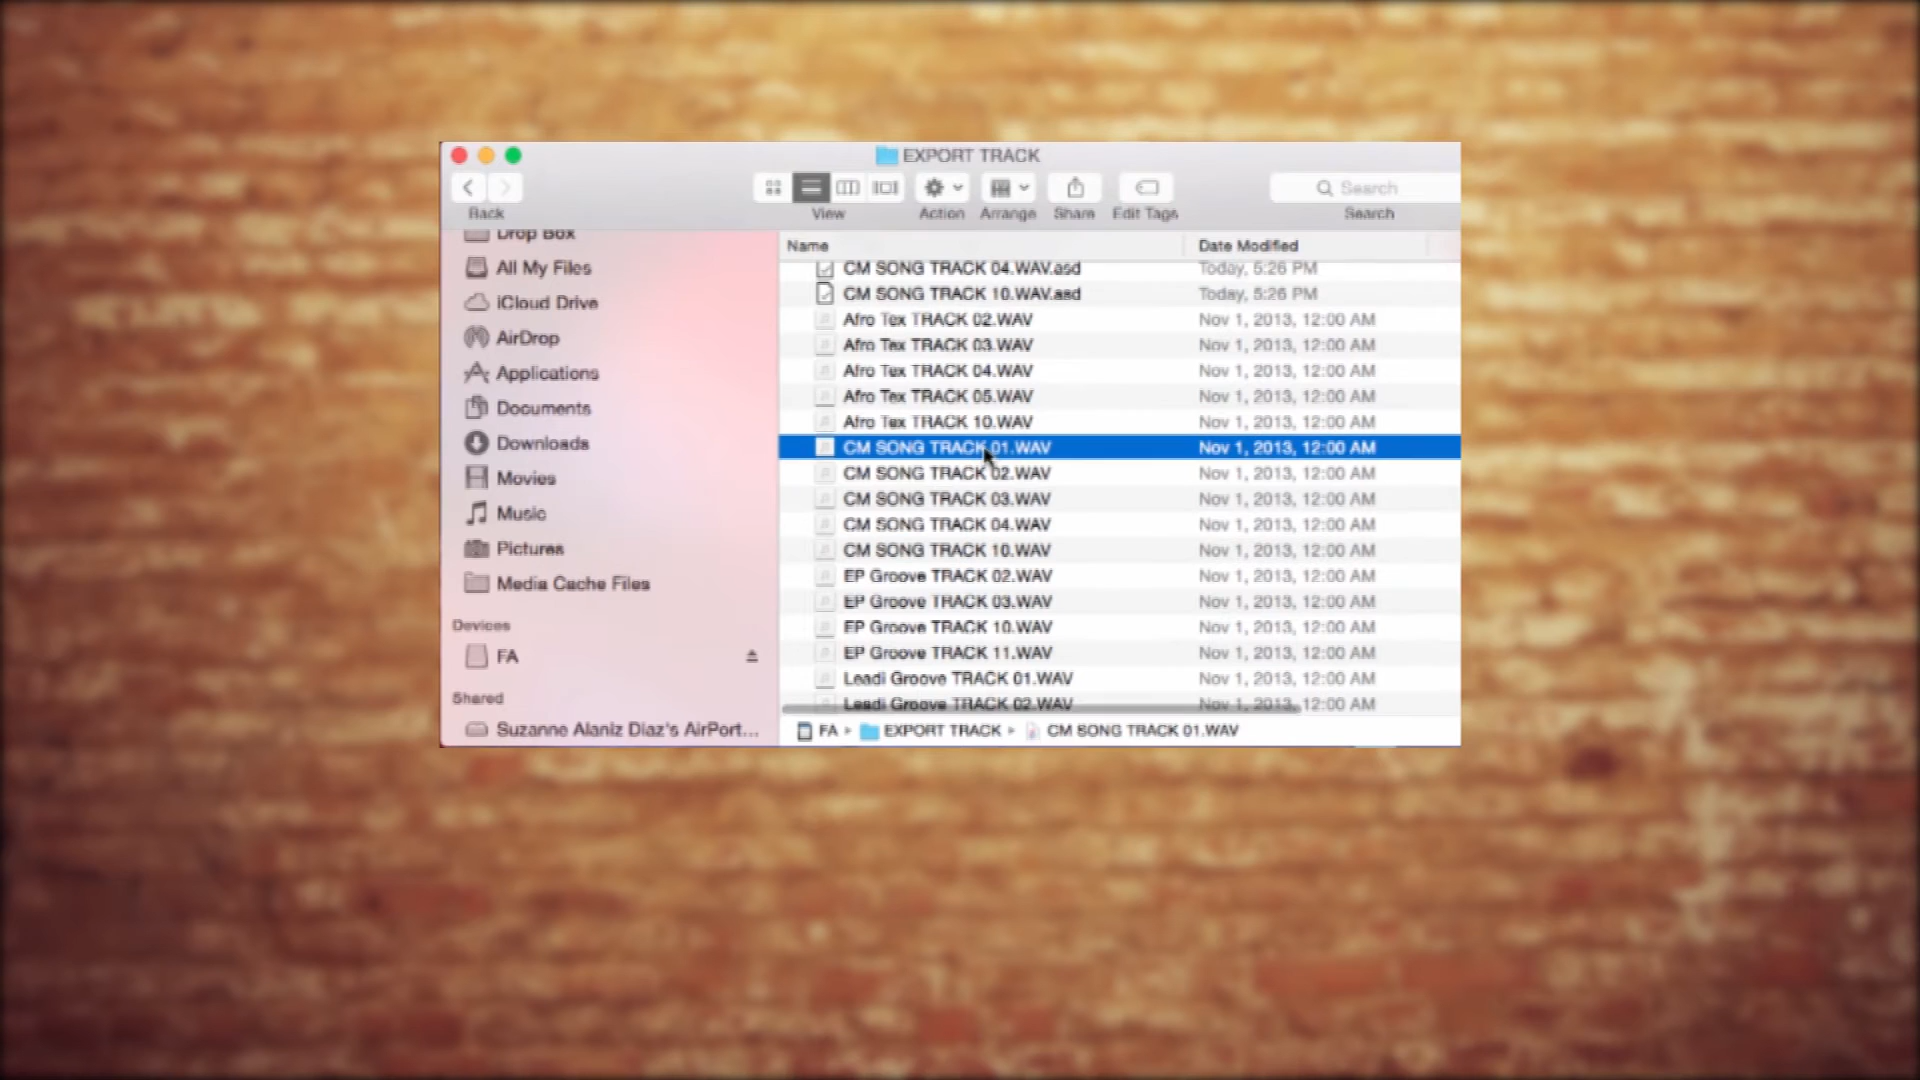 EXPORT TRACK
Search
Back
View
Action
Arrange
Share
Edit Tags
Search
Drop Box
All My Files
iCloud Drive
AirDrop
Applications
Documents
Downloads
Movies
Music
Pictures
Media Cache Files
Devices
FA
Shared
Suzanne Alaniz Diaz's AirPort...
Name Date Modified
CM SONG TRACK 04.WAV.asd Today, 5:26 PM
CM SONG TRACK 10.WAV.asd Today, 5:26 PM
Afro Tex TRACK 02.WAV Nov 1, 2013, 12:00 AM
Afro Tex TRACK 03.WAV Nov 1, 2013, 12:00 AM
Afro Tex TRACK 04.WAV Nov 1, 2013, 12:00 AM
Afro Tex TRACK 05.WAV Nov 1, 2013, 12:00 AM
Afro Tex TRACK 10.WAV Nov 1, 2013, 12:00 AM
CM SONG TRACK 01.WAV Nov 1, 2013, 12:00 AM
CM SONG TRACK 02.WAV Nov 1, 2013, 12:00 AM
CM SONG TRACK 03.WAV Nov 1, 2013, 12:00 AM
CM SONG TRACK 04.WAV Nov 1, 2013, 12:00 AM
CM SONG TRACK 10.WAV Nov 1, 2013, 12:00 AM
EP Groove TRACK 02.WAV Nov 1, 2013, 12:00 AM
EP Groove TRACK 03.WAV Nov 1, 2013, 12:00 AM
EP Groove TRACK 10.WAV Nov 1, 2013, 12:00 AM
EP Groove TRACK 11.WAV Nov 1, 2013, 12:00 AM
Leadi Groove TRACK 01.WAV Nov 1, 2013, 12:00 AM
Leadi Groove TRACK 02.WAV Nov 1, 2013, 12:00 AM
FA ▸ EXPORT TRACK ▸ CM SONG TRACK 01.WAV